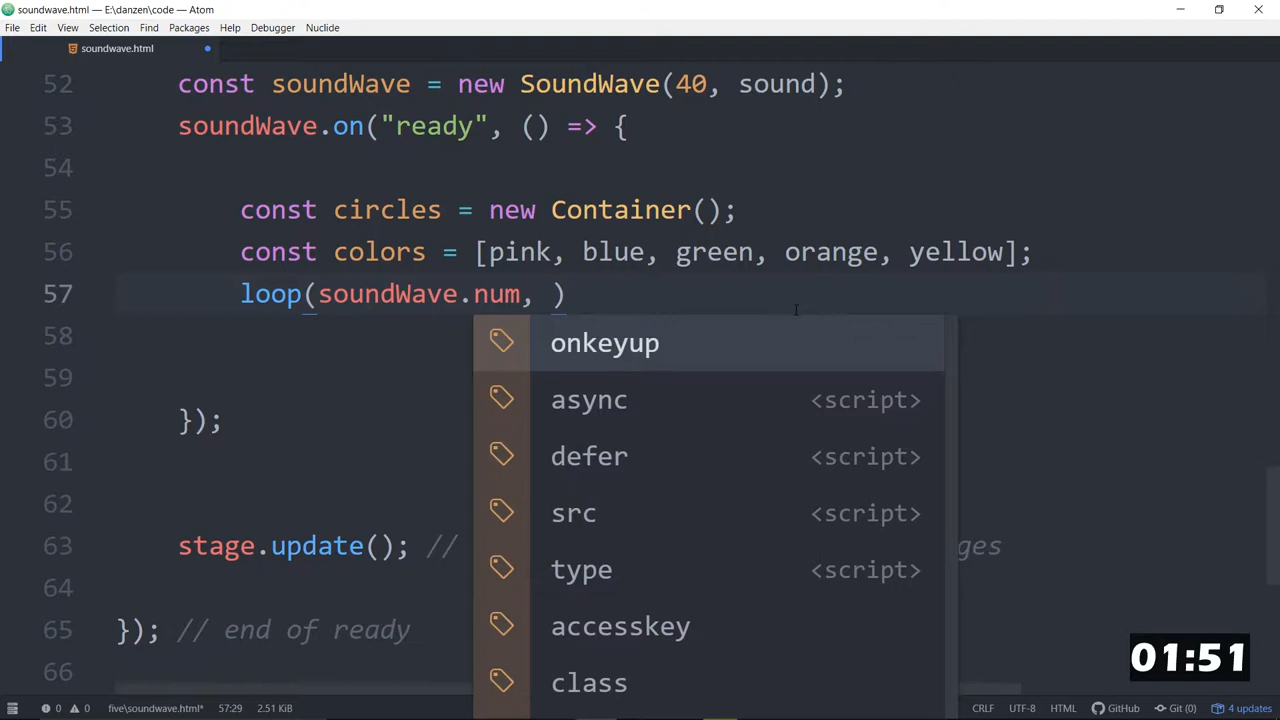 soundwave.html — E:\danzen\code — Atom
File Edit View Selection Find Packages Help Debugger Nuclide
soundwave.html
52 const soundWave = new SoundWave(40, sound);
53 soundWave.on("ready", () => {
54
55 const circles = new Container();
56 const colors = [pink, blue, green, orange, yellow];
57 loop(soundWave.num, )
58 onkeyup
59 async <script>
60 });
defer <script>
61
src <script>
62
63 stage.update(); // ges
type <script>
64
65 }); // end of ready
accesskey
66
class
01:51
0 0 five\soundwave.html* 57:29 2.51 KiB CRLF UTF-8 HTML GitHub Git (0) 4 updates